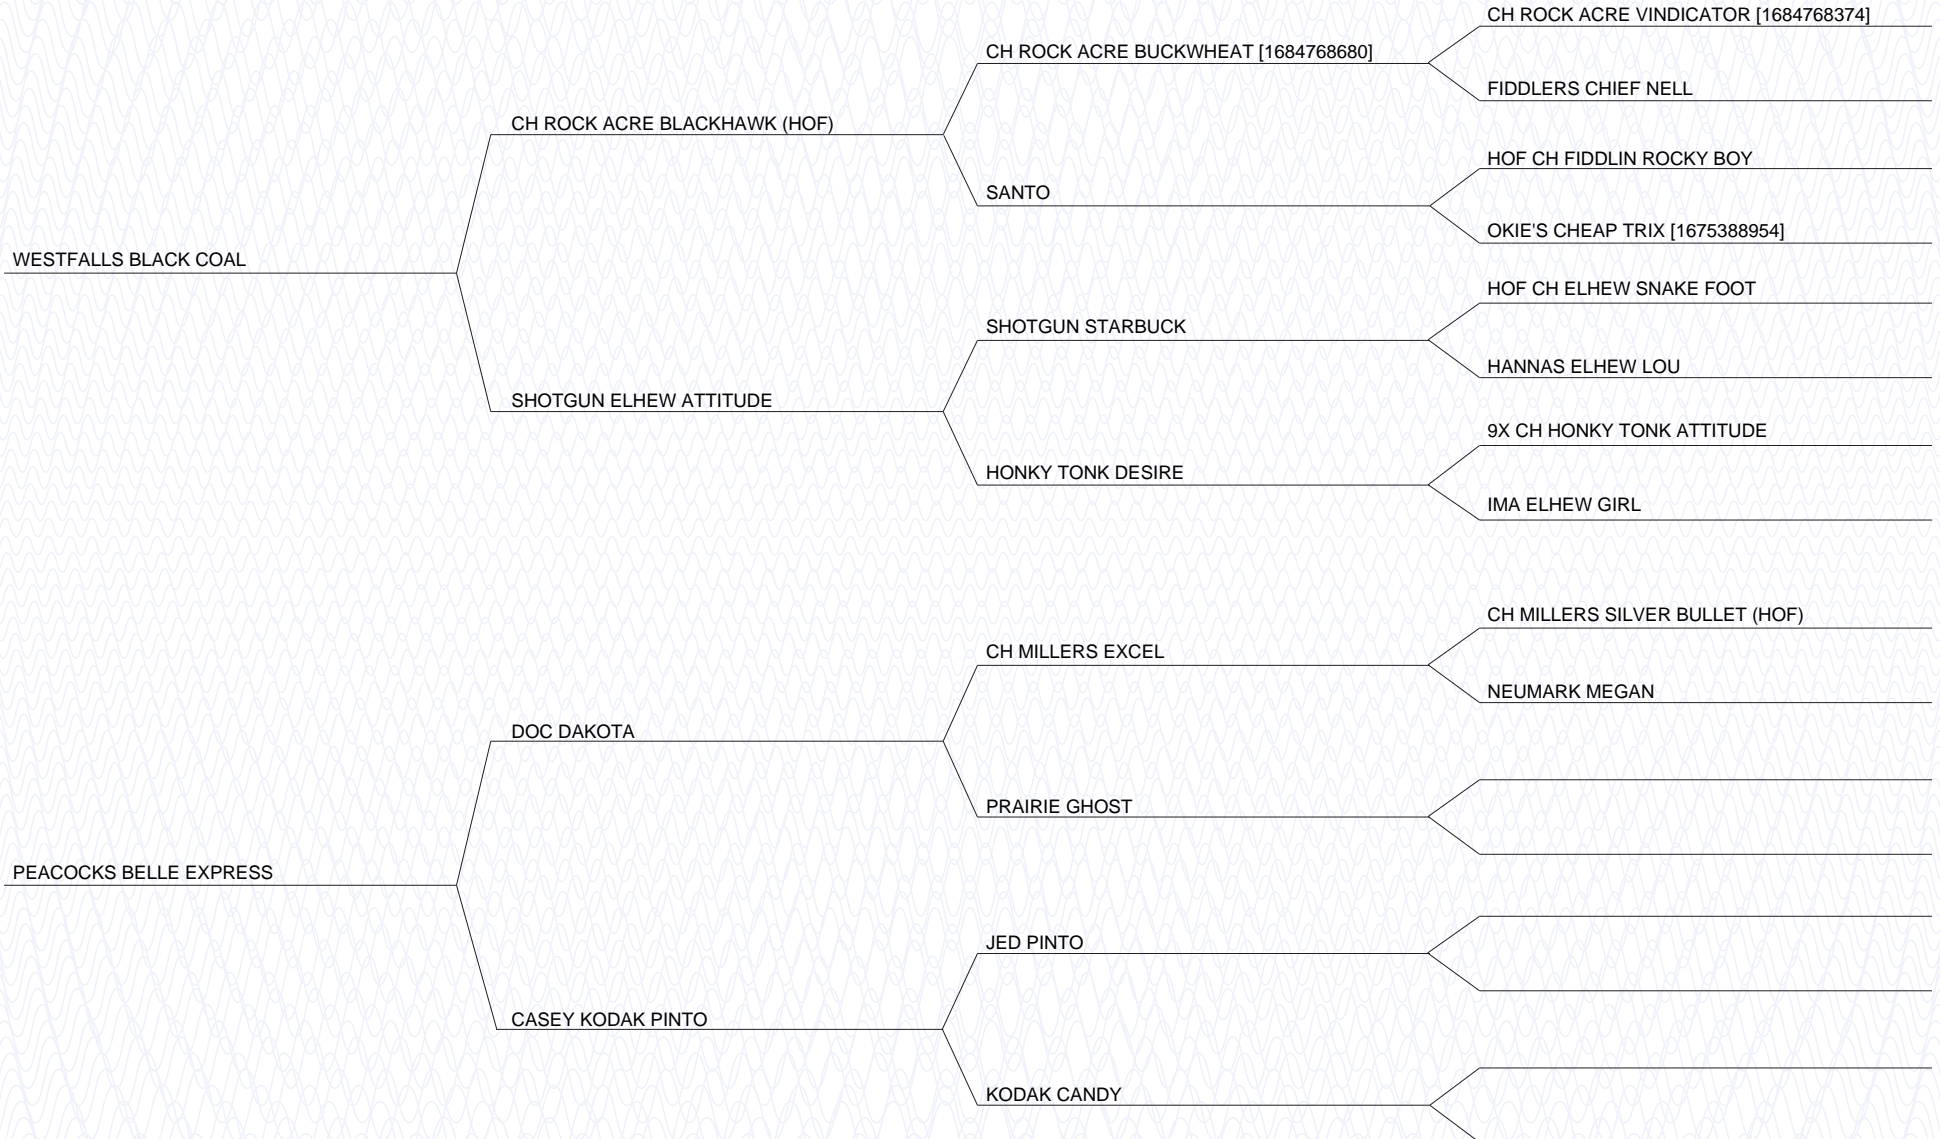 CH ROCK ACRE VINDICATOR [1684768374]
CH ROCK ACRE BUCKWHEAT [1684768680]
FIDDLERS CHIEF NELL
CH ROCK ACRE BLACKHAWK (HOF)
HOF CH FIDDLIN ROCKY BOY
SANTO
OKIE'S CHEAP TRIX [1675388954]
WESTFALLS BLACK COAL
HOF CH ELHEW SNAKE FOOT
SHOTGUN STARBUCK
HANNAS ELHEW LOU
SHOTGUN ELHEW ATTITUDE
9X CH HONKY TONK ATTITUDE
HONKY TONK DESIRE
IMA ELHEW GIRL
CH MILLERS SILVER BULLET (HOF)
CH MILLERS EXCEL
NEUMARK MEGAN
DOC DAKOTA
PRAIRIE GHOST
PEACOCKS BELLE EXPRESS
JED PINTO
CASEY KODAK PINTO
KODAK CANDY